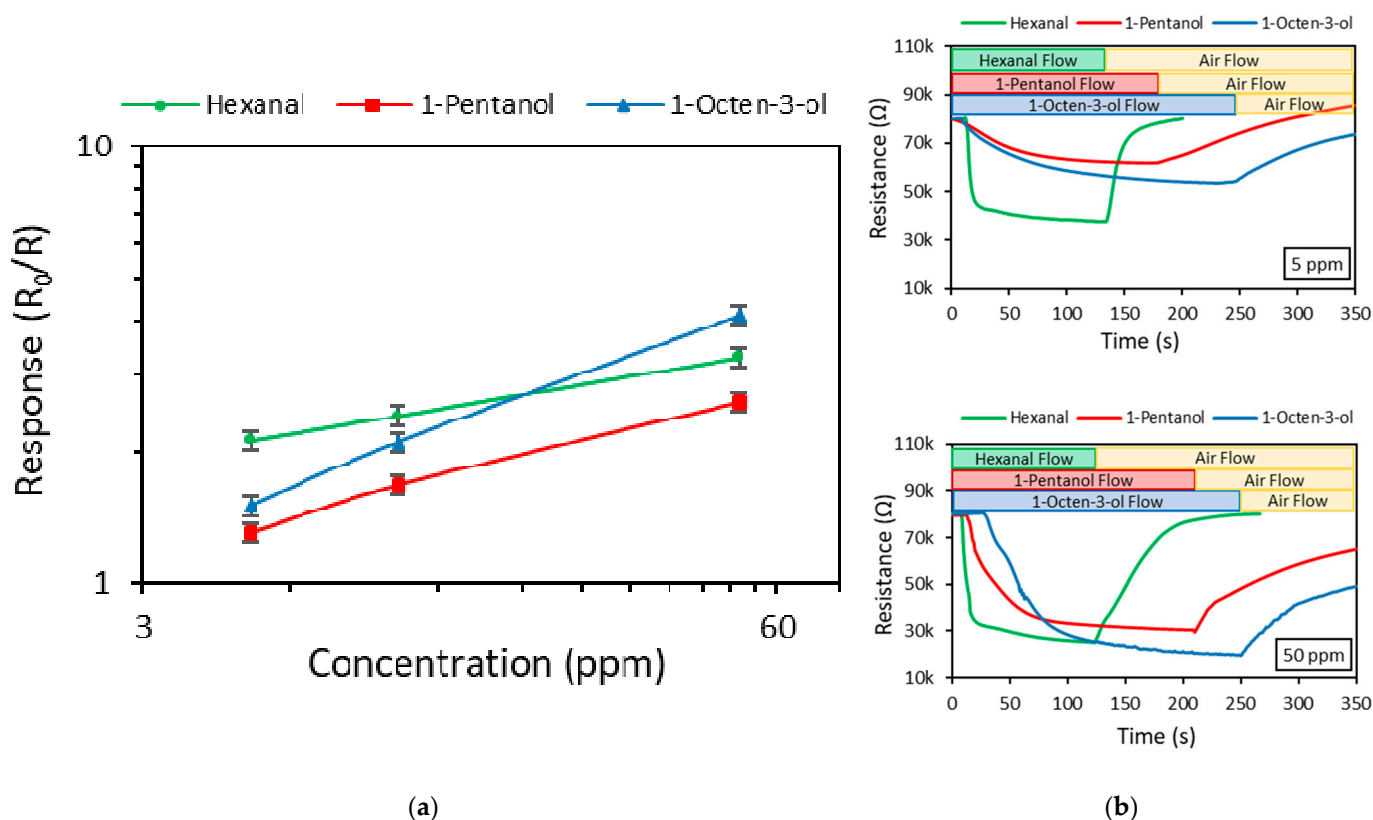 Hexanal 1-Pentanol 1-Octen-3-ol
10
1
Response (R0/R)
3 60
Concentration (ppm)
(a)
Hexanal 1-Pentanol 1-Octen-3-ol
110k
90k
70k
50k
30k
10k
Resistance (Ω)
Hexanal Flow Air Flow
1-Pentanol Flow Air Flow
1-Octen-3-ol Flow Air Flow
5 ppm
0 50 100 150 200 250 300 350
Time (s)
Hexanal 1-Pentanol 1-Octen-3-ol
110k
90k
70k
50k
30k
10k
Resistance (Ω)
Hexanal Flow Air Flow
1-Pentanol Flow Air Flow
1-Octen-3-ol Flow Air Flow
50 ppm
0 50 100 150 200 250 300 350
Time (s)
(b)